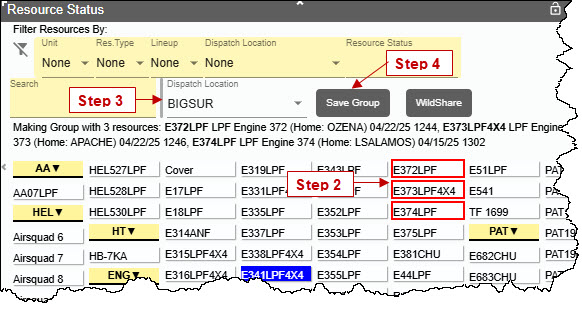 Resource Status
Filter Resources By:
Unit Res.Type Lineup Dispatch Location Resource Status
None None None None
Step 4
Search
Step 3
Dispatch Location
BIGSUR
Save Group
WildShare
Making Group with 3 resources: E372LPF LPF Engine 372 (Home: OZENA) 04/22/25 1244, E373LPF4X4 LPF Engine
373 (Home: APACHE) 04/22/25 1246, E374LPF LPF Engine 374 (Home: LSALAMOS) 04/15/25 1302
AA▼ HEL527LPF Cover E319LPF E343LPF E372LPF E51LPF PAT
AA07LPF HEL528LPF E17LPF E331LPF4X4 Step 2 E373LPF4X4 E541 PAT
HEL▼ HEL530LPF E18LPF E335LPF E352LPF E374LPF TF 1699 PAT
Airsquad 6 HT▼ E314ANF E337LPF E353LPF E375LPF PAT▼ PAT19
Airsquad 7 HB-7KA E315LPF4X4 E338LPF4X4 E354LPF E381CHU E682CHU PAT19
Airsquad 8 ENG▼ E316LPF4X4 E341LPF4X4 E355LPF E44LPF E683CHU PAT